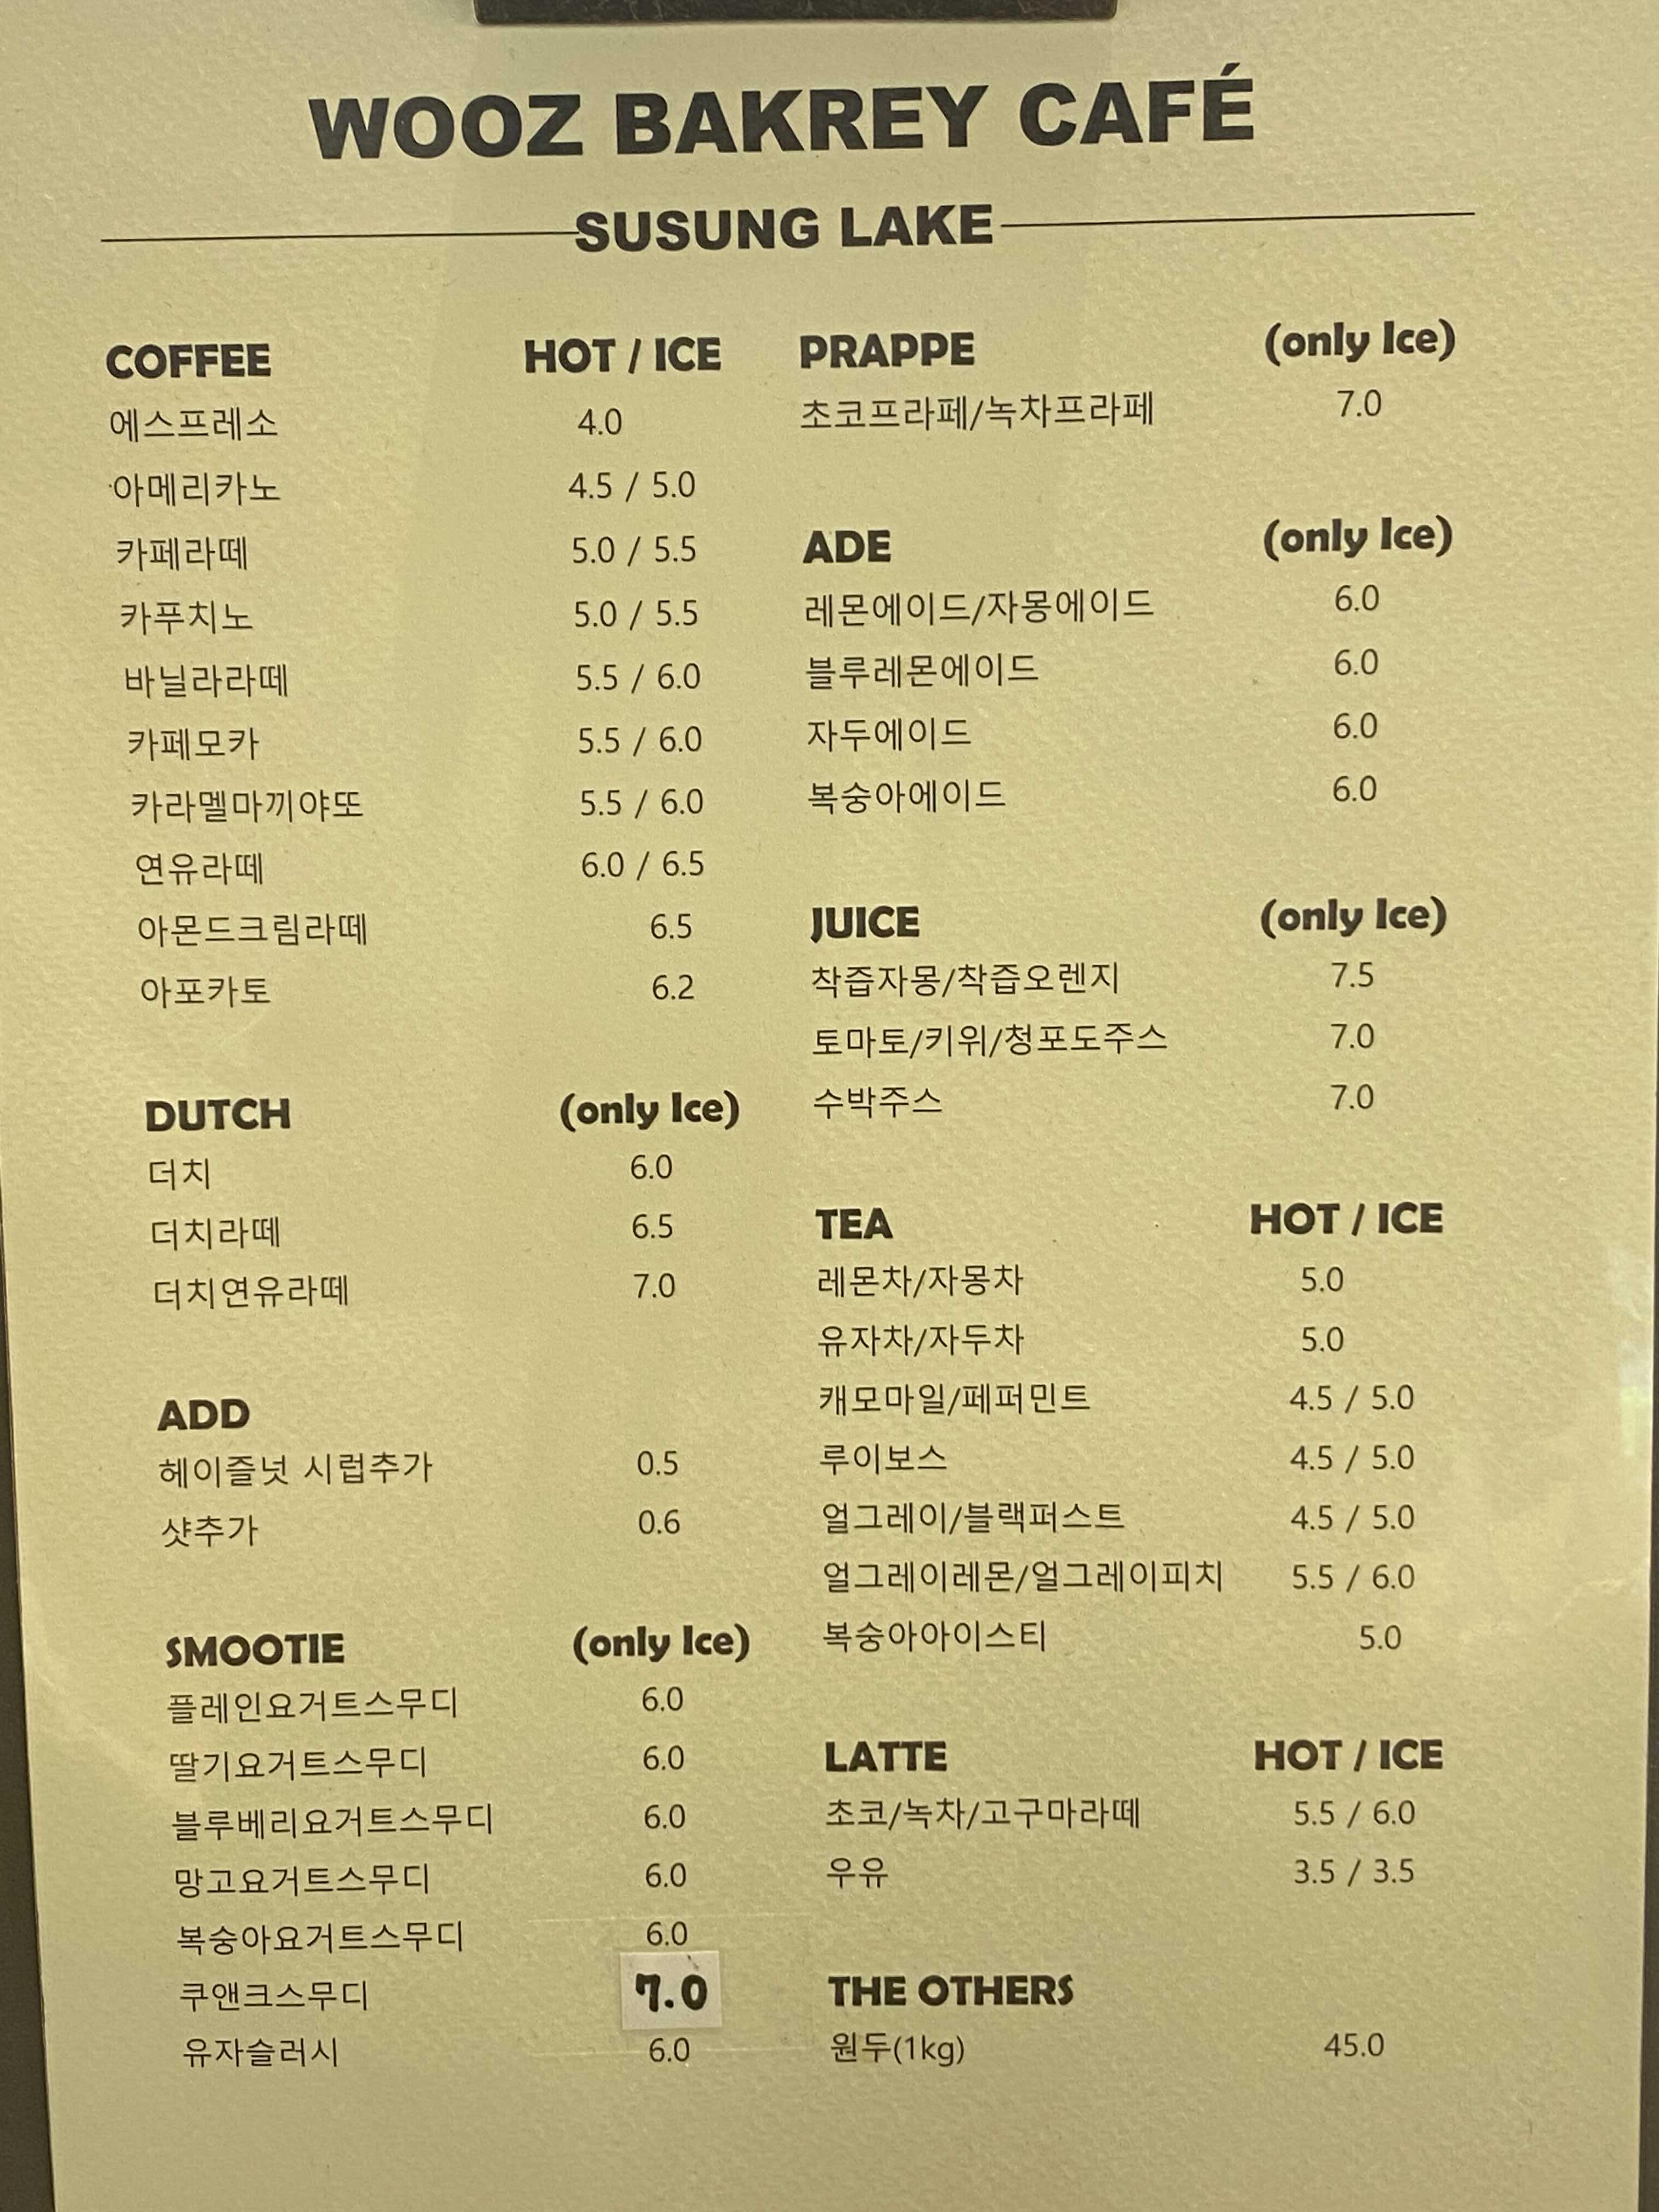 WOOZ BAKREY CAFÉ
SUSUNG LAKE
COFFEE HOT / ICE
에스프레소 4.0
아메리카노 4.5 / 5.0
카페라떼 5.0 / 5.5
카푸치노 5.0 / 5.5
바닐라라떼 5.5 / 6.0
카페모카 5.5 / 6.0
카라멜마끼야또 5.5 / 6.0
연유라떼 6.0 / 6.5
아몬드크림라떼 6.5
아포카토 6.2
DUTCH (only Ice)
더치 6.0
더치라떼 6.5
더치연유라떼 7.0
ADD
헤이즐넛 시럽추가 0.5
샷추가 0.6
SMOOTIE (only Ice)
플레인요거트스무디 6.0
딸기요거트스무디 6.0
블루베리요거트스무디 6.0
망고요거트스무디 6.0
복숭아요거트스무디 6.0
쿠앤크스무디 7.0
유자슬러시 6.0
PRAPPE (only Ice)
초코프라페/녹차프라페 7.0
ADE (only Ice)
레몬에이드/자몽에이드 6.0
블루레몬에이드 6.0
자두에이드 6.0
복숭아에이드 6.0
JUICE (only Ice)
착즙자몽/착즙오렌지 7.5
토마토/키위/청포도주스 7.0
수박주스 7.0
TEA HOT / ICE
레몬차/자몽차 5.0
유자차/자두차 5.0
캐모마일/페퍼민트 4.5 / 5.0
루이보스 4.5 / 5.0
얼그레이/블랙퍼스트 4.5 / 5.0
얼그레이레몬/얼그레이피치 5.5 / 6.0
복숭아아이스티 5.0
LATTE HOT / ICE
초코/녹차/고구마라떼 5.5 / 6.0
우유 3.5 / 3.5
THE OTHERS
원두(1kg) 45.0